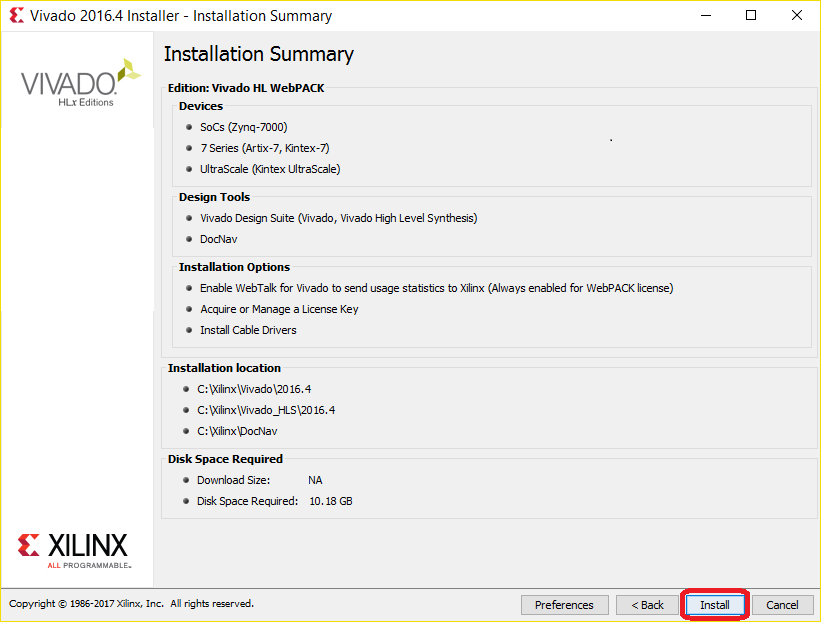 Vivado 2016.4 Installer - Installation Summary
VIVADO.
HLx Editions
Installation Summary
Edition: Vivado HL WebPACK
Devices
SoCs (Zynq-7000)
7 Series (Artix-7, Kintex-7)
UltraScale (Kintex UltraScale)
Design Tools
Vivado Design Suite (Vivado, Vivado High Level Synthesis)
DocNav
Installation Options
Enable WebTalk for Vivado to send usage statistics to Xilinx (Always enabled for WebPACK license)
Acquire or Manage a License Key
Install Cable Drivers
Installation location
C:\Xilinx\Vivado\2016.4
C:\Xilinx\Vivado_HLS\2016.4
C:\Xilinx\DocNav
Disk Space Required
Download Size: NA
Disk Space Required: 10.18 GB
XILINX
ALL PROGRAMMABLE™
Copyright © 1986-2017 Xilinx, Inc. All rights reserved.
Preferences < Back Install Cancel